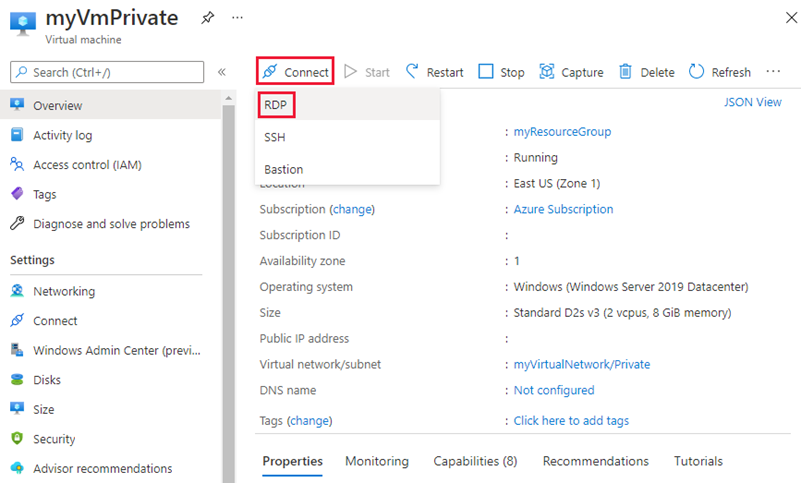 myVmPrivate
Virtual machine
Search (Ctrl+/)
Overview
Activity log
Access control (IAM)
Tags
Diagnose and solve problems
Settings
Networking
Connect
Windows Admin Center (previ...
Disks
Size
Security
Advisor recommendations
Connect Start Restart Stop Capture Delete Refresh
RDP
SSH
Bastion
JSON View
: myResourceGroup
: Running
Location : East US (Zone 1)
Subscription (change) : Azure Subscription
Subscription ID :
Availability zone : 1
Operating system : Windows (Windows Server 2019 Datacenter)
Size : Standard D2s v3 (2 vcpus, 8 GiB memory)
Public IP address :
Virtual network/subnet : myVirtualNetwork/Private
DNS name : Not configured
Tags (change) : Click here to add tags
Properties Monitoring Capabilities (8) Recommendations Tutorials